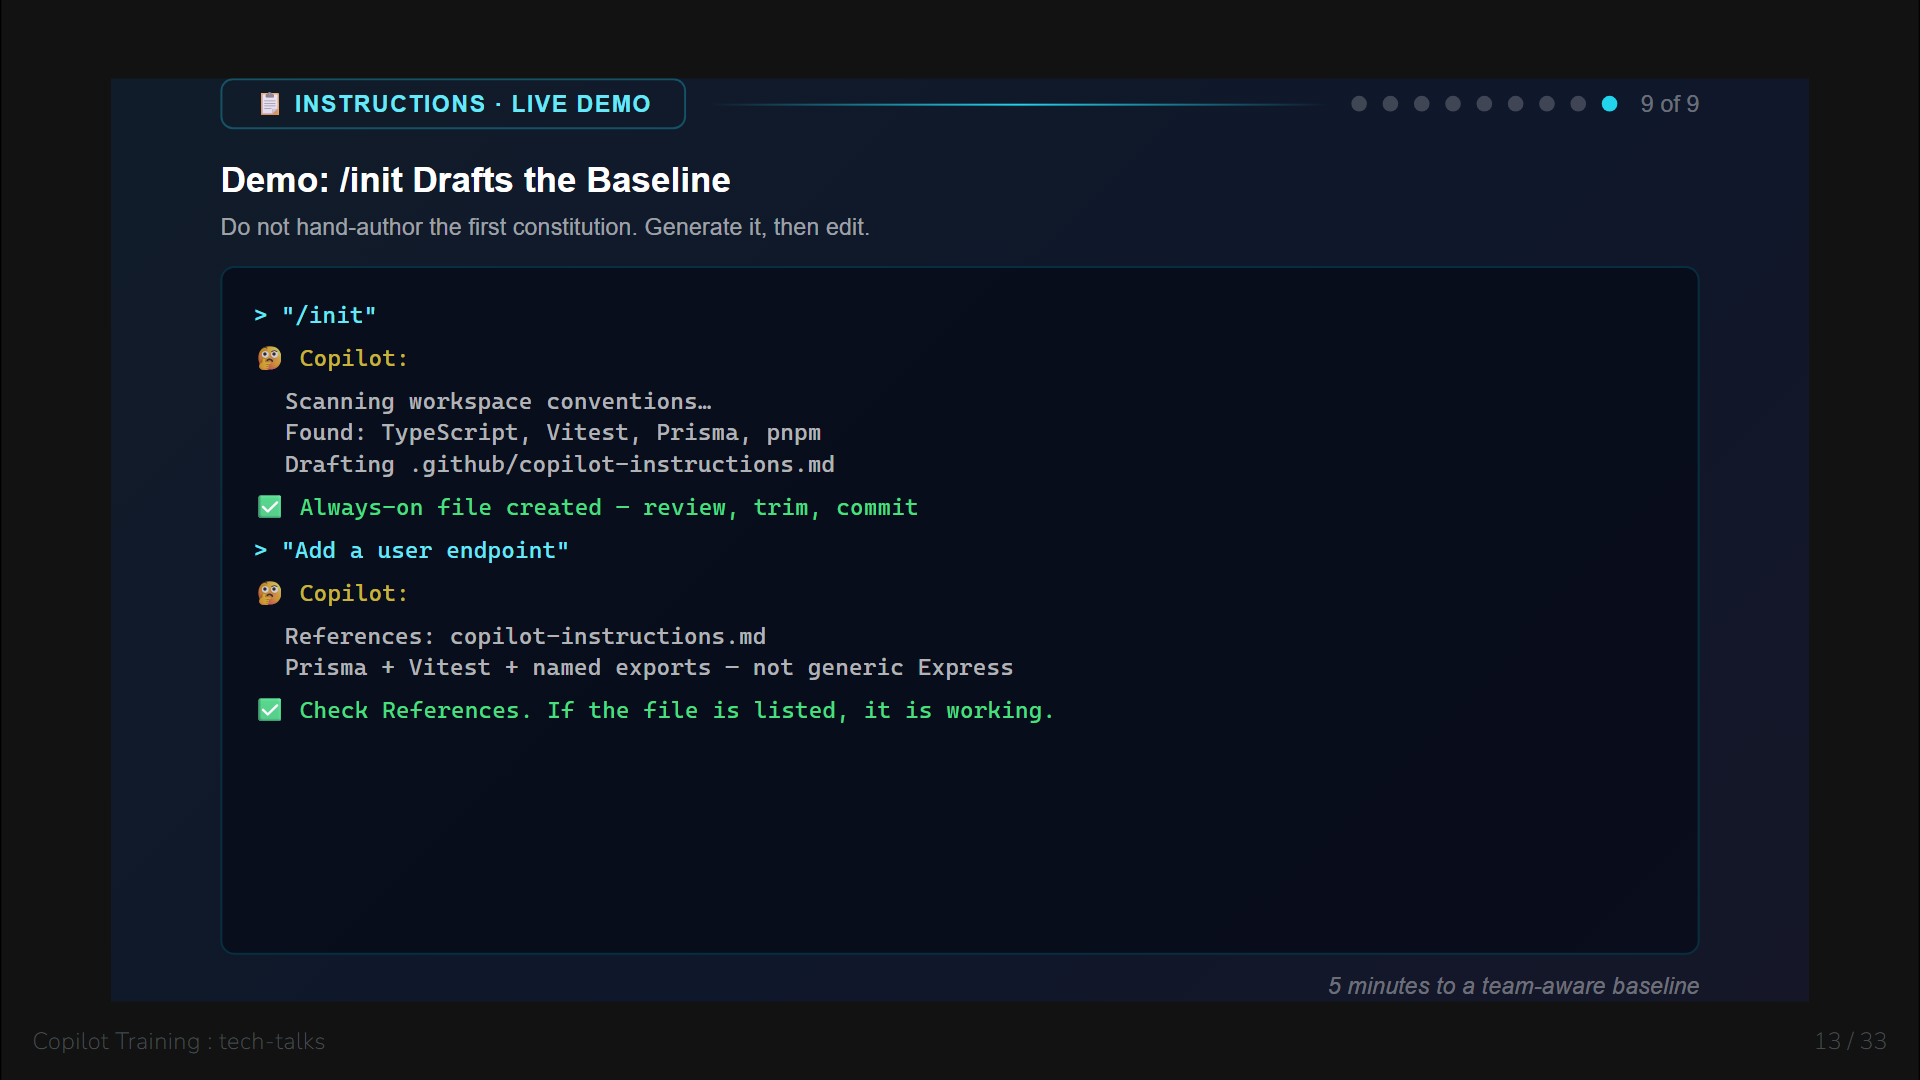 📋 INSTRUCTIONS · LIVE DEMO
9 of 9
Demo: /init Drafts the Baseline
Do not hand-author the first constitution. Generate it, then edit.
> "/init"
🧐 Copilot:
Scanning workspace conventions…
Found: TypeScript, Vitest, Prisma, pnpm
Drafting .github/copilot-instructions.md
✅ Always-on file created — review, trim, commit
> "Add a user endpoint"
🧐 Copilot:
References: copilot-instructions.md
Prisma + Vitest + named exports — not generic Express
✅ Check References. If the file is listed, it is working.
5 minutes to a team-aware baseline
Copilot Training : tech-talks
13 / 33